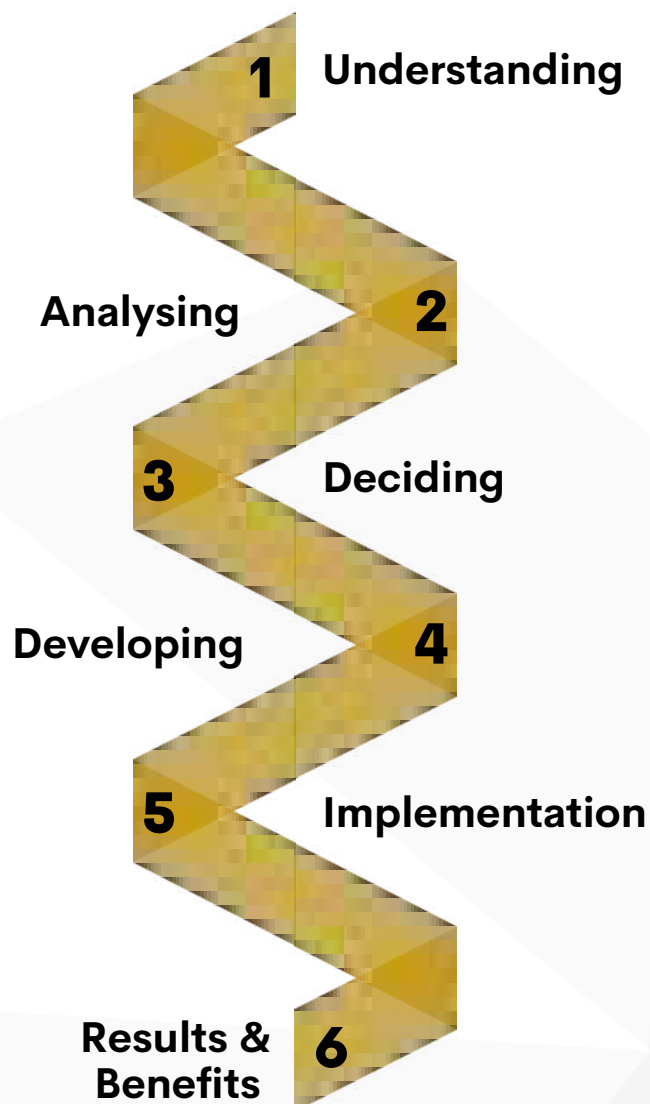 1 Understanding
Analysing 2
3 Deciding
Developing 4
5 Implementation
Results & 6
Benefits